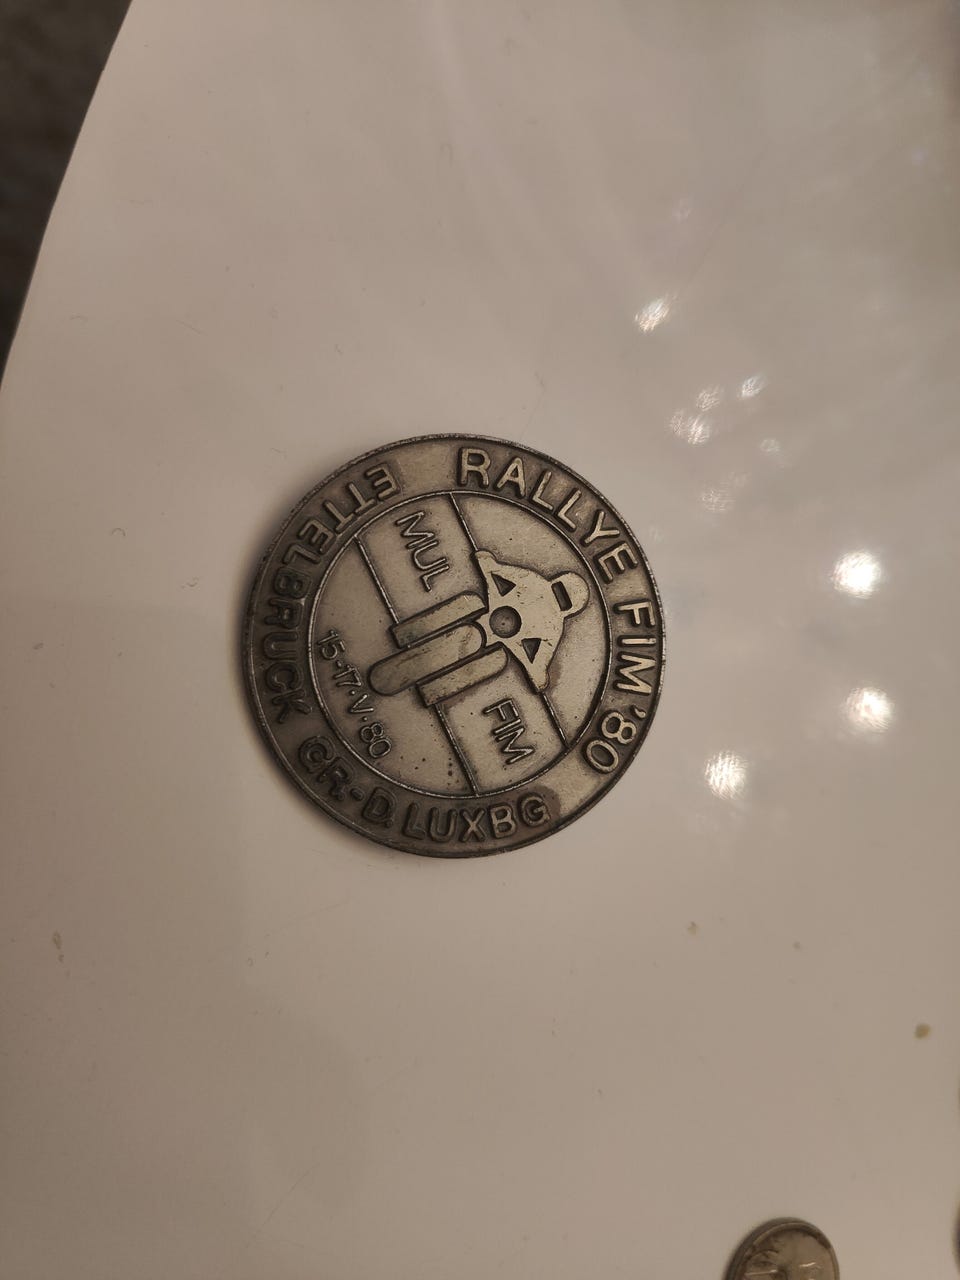 RALLYE FIM '80
MUL
FIM
15-17·V·80
ETTELBRUCK GR.-D. LUXBG